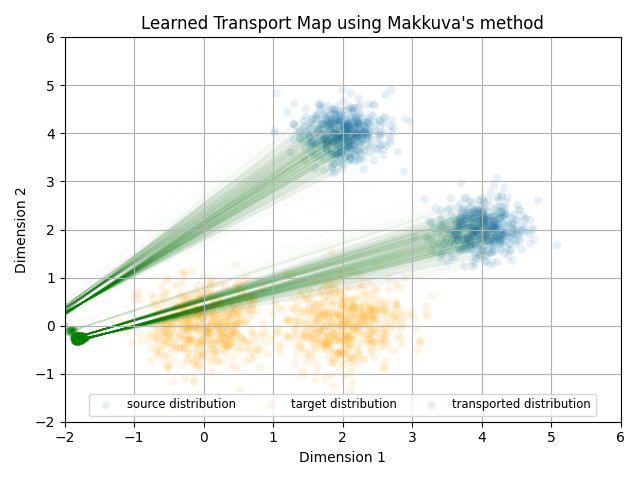 Learned Transport Map using Makkuva's method
6
5
4
3
2
1
0
−1
−2
Dimension 2
source distribution target distribution transported distribution
−2 −1 0 1 2 3 4 5 6
Dimension 1